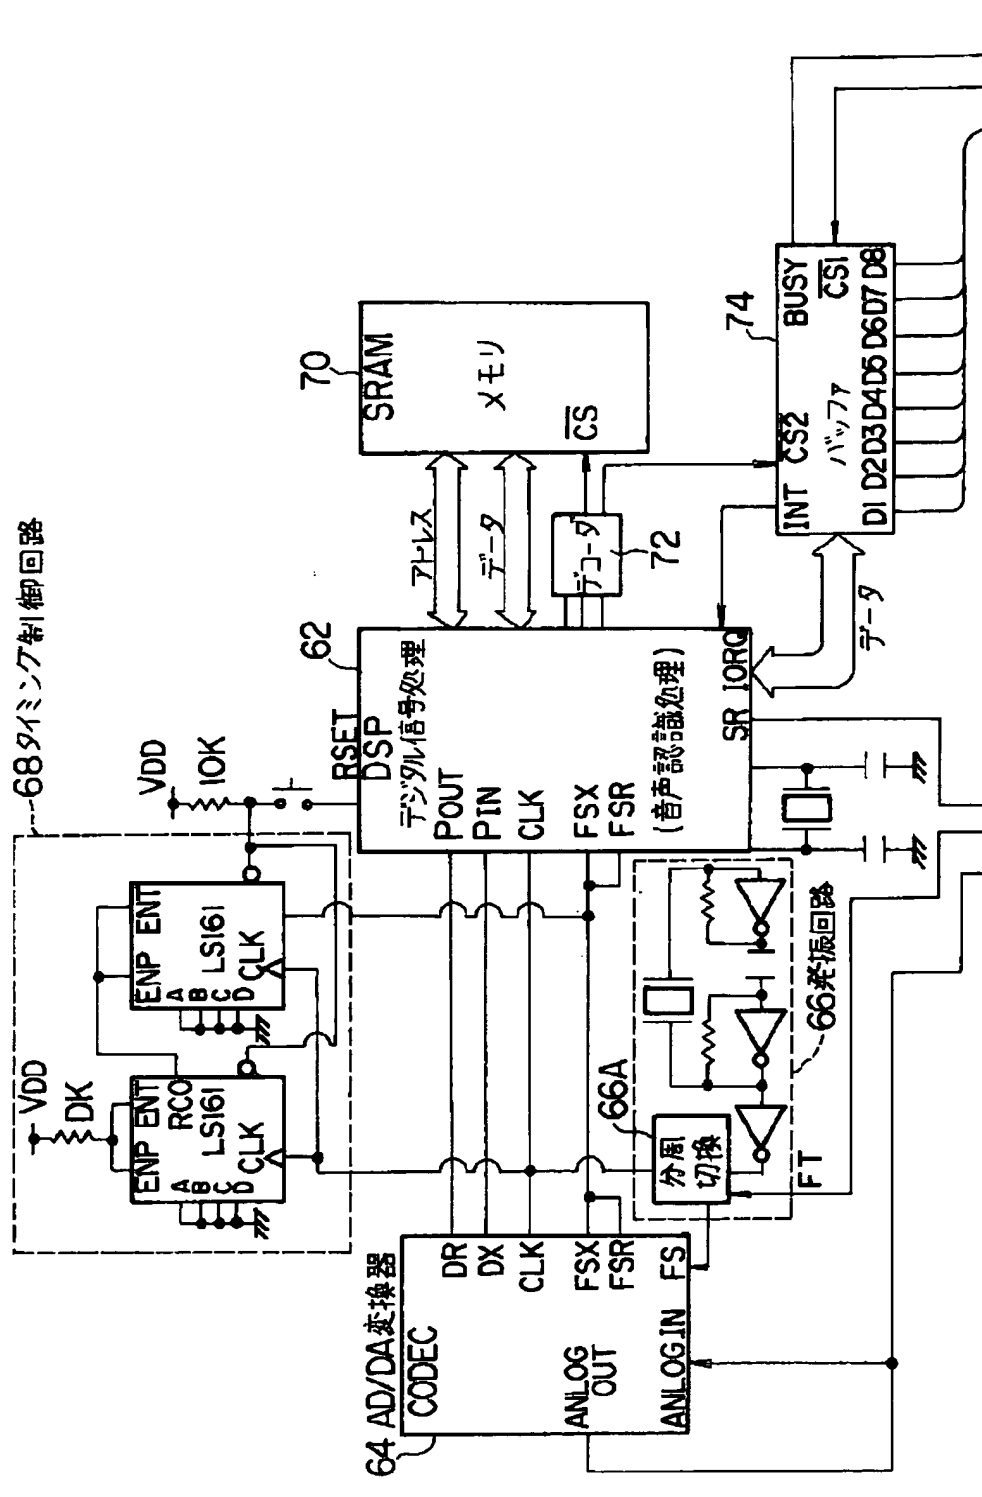 68タイミング制御回路
VDD
DK
ENP ENT
RCO
A
B
C
D
LS161
CLK
ENP ENT
A
B
C
D
LS161
CLK
VDD
10K
64 AD/DA変換器
CODEC
DR
DX
CLK
FSX
FSR
FS
ANLOG
OUT
ANLOGIN
62
RSET
DSP
デジタル信号処理
POUT
PIN
CLK
FSX
FSR
(音声認識処理)
SR IORQ
66A
分周
切換
FT
66発振回路
70
SRAM
メモリ
CS
アドレス
データ
デコータ
72
74
INT CS2 BUSY
CS1
バッファ
D1 D2 D3 D4 D5 D6 D7 D8
データ